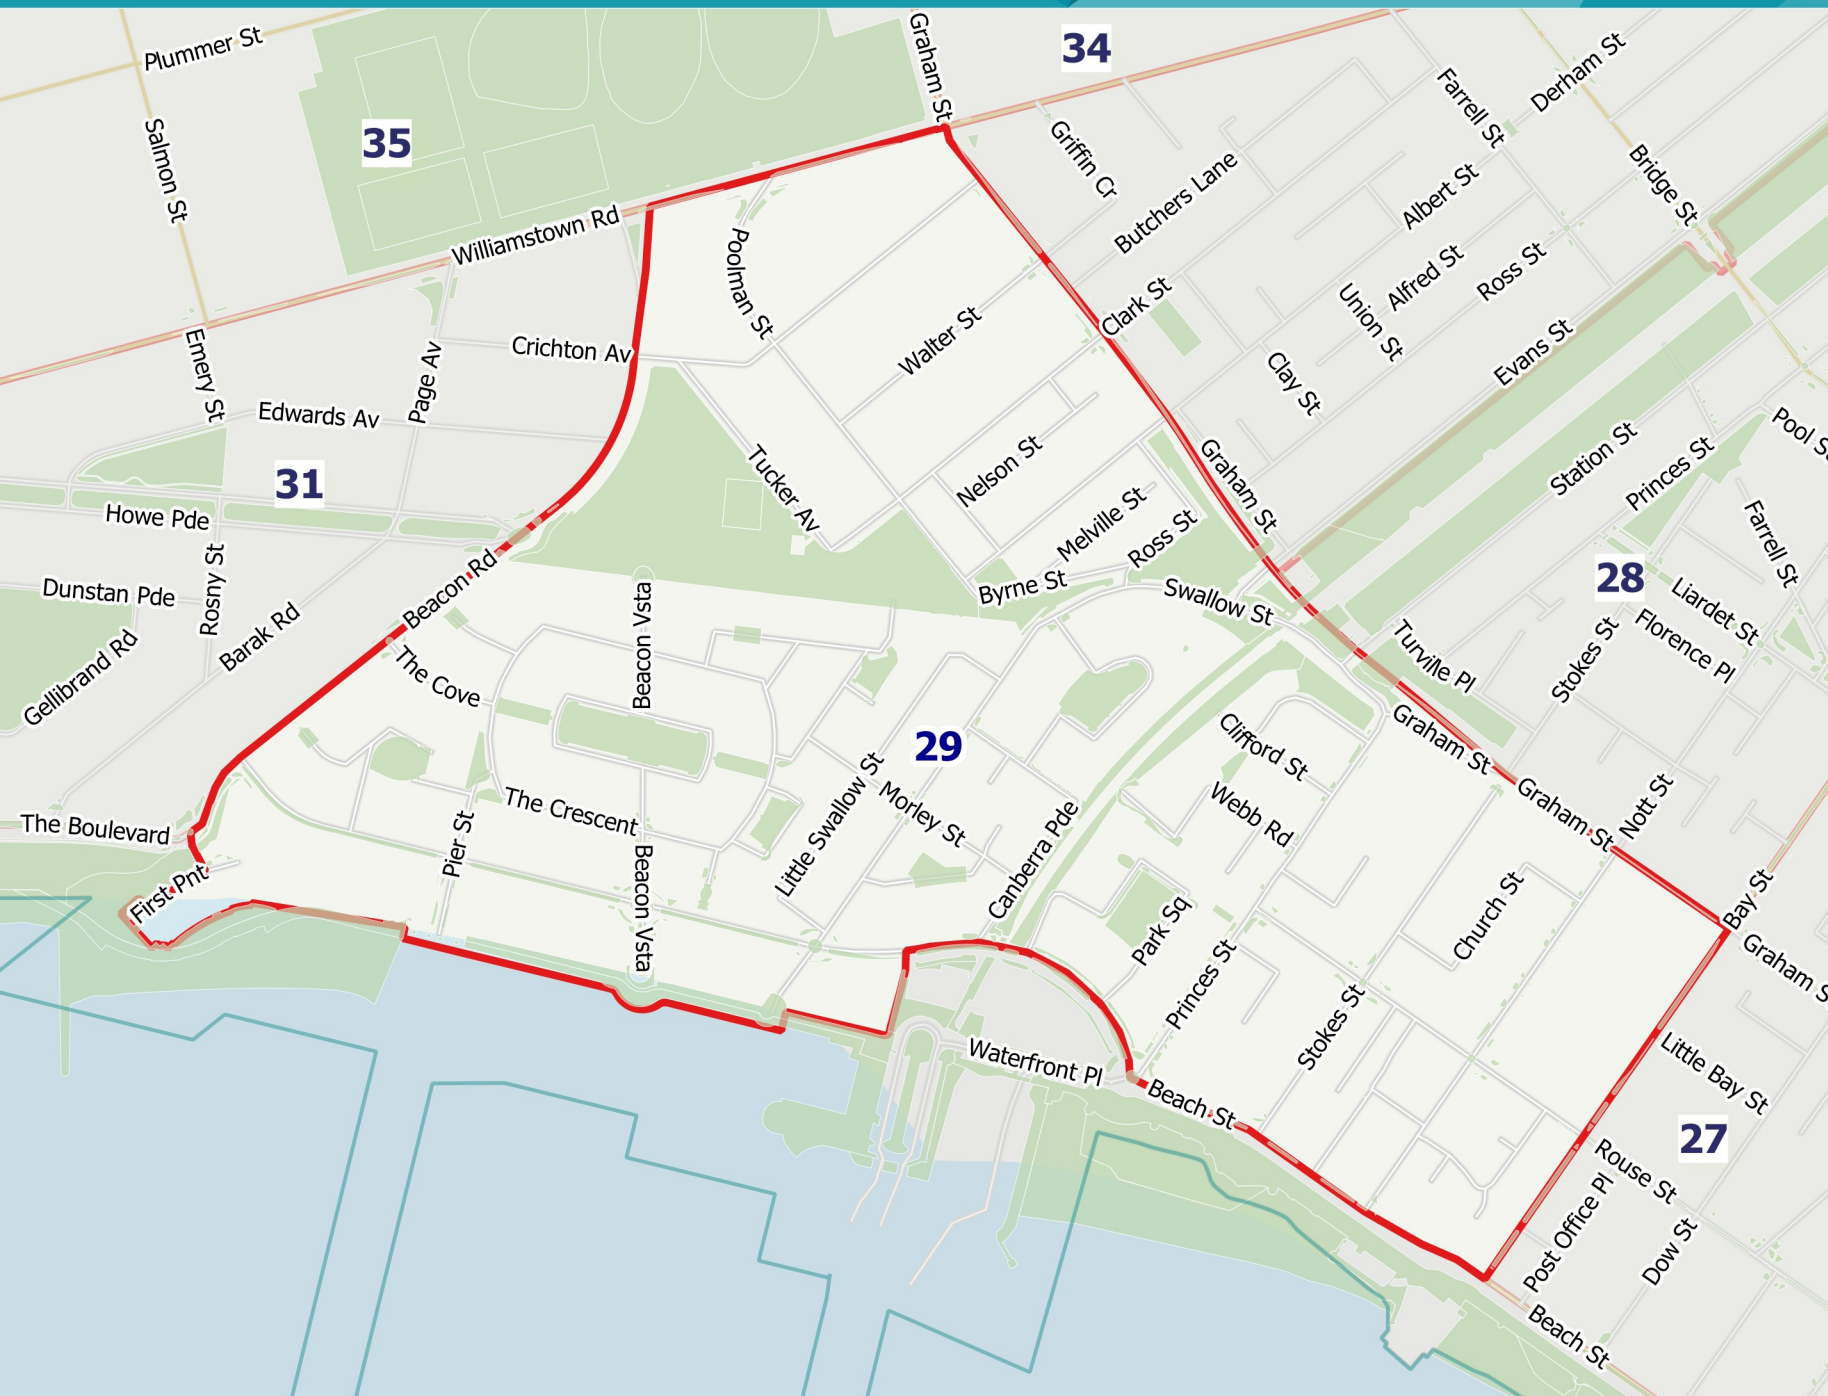 Plummer St
Graham St
34
Derham St
Farrell St
35
Salmon St
Griffin Cr
Butchers Lane
Bridge St
Albert St
Williamstown Rd
Poolman St
Alfred St
Ross St
Clark St
Union St
Walter St
Emery St
Crichton Av
Page Av
Evans St
Clay St
Edwards Av
Pool S
Tucker Av
Nelson St
Graham St
Station St
Princes St
31
Howe Pde
Melville St
Ross St
Farrell St
Rosny St
Beacon Rd
Dunstan Pde
Byrne St
Swallow St
28
Liardet St
Barak Rd
Beacon Vsta
Turville Pl
Stokes St
Florence Pl
Gellibrand Rd
The Cove
29
Clifford St
Graham St
The Boulevard
The Crescent
Pier St
Little Swallow St
Morley St
Webb Rd
Graham St
Nott St
Canberra Pde
First Pnt
Beacon Vsta
Park Sq
Church St
Bay St
Princes St
Graham S
Stokes St
Waterfront Pl
Beach St
Little Bay St
27
Rouse St
Post Office Pl
Dow St
Beach St